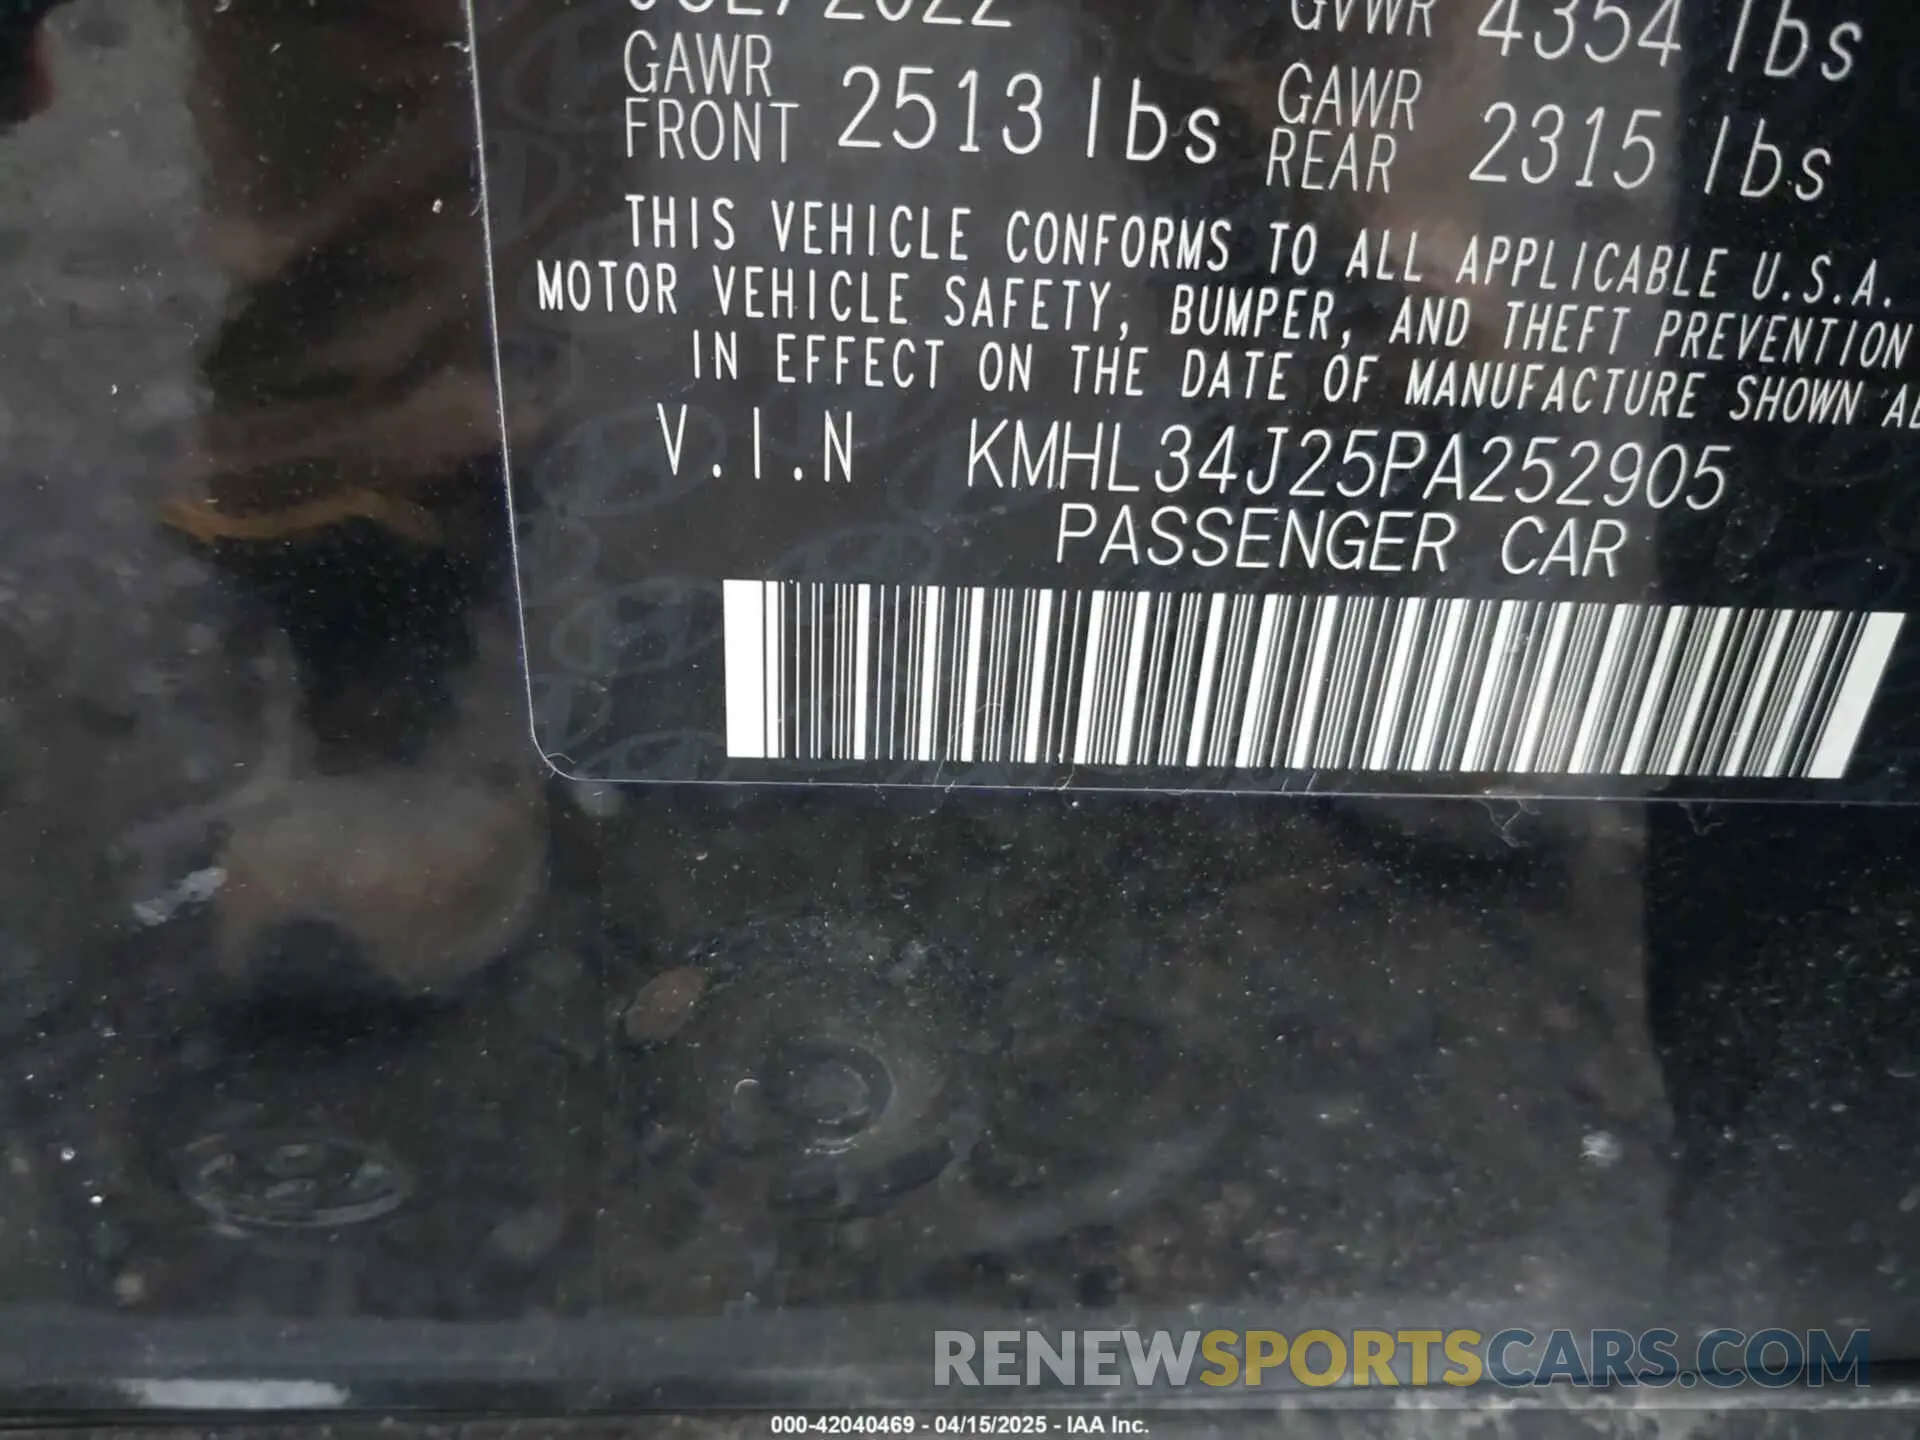 GVWR 4354 lbs
GAWR FRONT 2513 lbs GAWR REAR 2315 lbs
THIS VEHICLE CONFORMS TO ALL APPLICABLE U.S.A.
MOTOR VEHICLE SAFETY, BUMPER, AND THEFT PREVENTION
IN EFFECT ON THE DATE OF MANUFACTURE SHOWN
V.I.N KMHL34J25PA252905
PASSENGER CAR
RENEWSPORTSCARS.COM
000-42040469 - 04/15/2025 - IAA Inc.